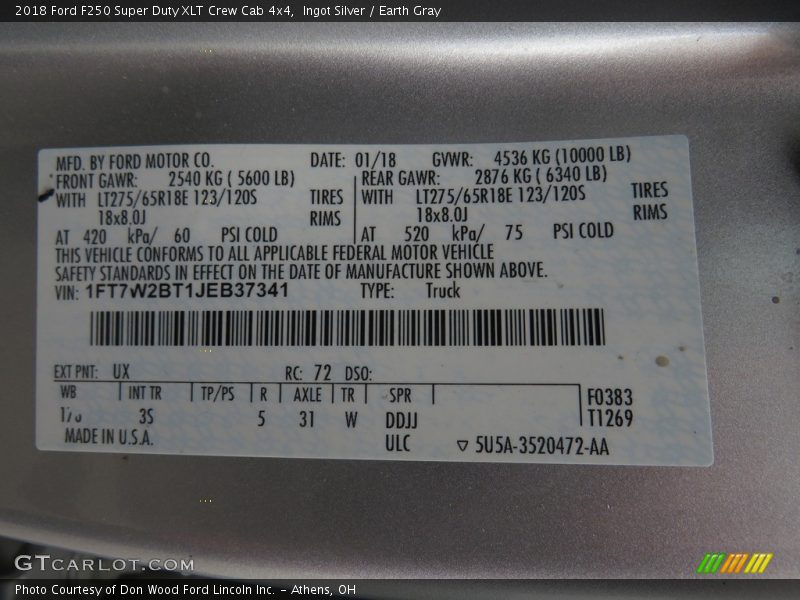 2018 Ford F250 Super Duty XLT Crew Cab 4x4, Ingot Silver / Earth Gray
MFD. BY FORD MOTOR CO. DATE: 01/18 GVWR: 4536 KG (10000 LB)
FRONT GAWR: 2540 KG ( 5600 LB) REAR GAWR: 2876 KG ( 6340 LB)
WITH LT275/65R18E 123/120S TIRES WITH LT275/65R18E 123/120S TIRES
18x8.0J RIMS 18x8.0J RIMS
AT 420 kPa/ 60 PSI COLD AT 520 kPa/ 75 PSI COLD
THIS VEHICLE CONFORMS TO ALL APPLICABLE FEDERAL MOTOR VEHICLE
SAFETY STANDARDS IN EFFECT ON THE DATE OF MANUFACTURE SHOWN ABOVE.
VIN: 1FT7W2BT1JEB37341 TYPE: Truck
EXT PNT: UX RC: 72 DSO:
WB INT TR TP/PS R AXLE TR SPR F0383
3S 5 31 W DDJJ T1269
MADE IN U.S.A. ULC 5U5A-3520472-AA
GTCARLOT.COM
Photo Courtesy of Don Wood Ford Lincoln Inc. - Athens, OH